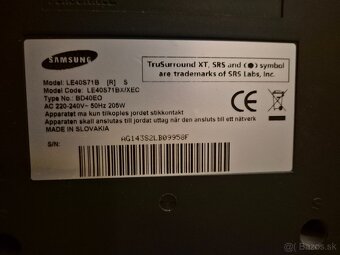 SAMSUNG
TruSurround XT, SRS and (●) symbol
are trademarks of SRS Labs, Inc.
Model: LE40S71B [R] S
Model Code: LE40S71BX/XEC
Type No: BD40EO
AC 220-240V~ 50Hz 205W
Apparatet må kun tilkoples jordet stikkontakt
Apparaten skall anslutas till jordat uttag när den ansluts till ett nätverk
MADE IN SLOVAKIA
AG143S2LB09958F
S/N:
CE
Bazos.sk